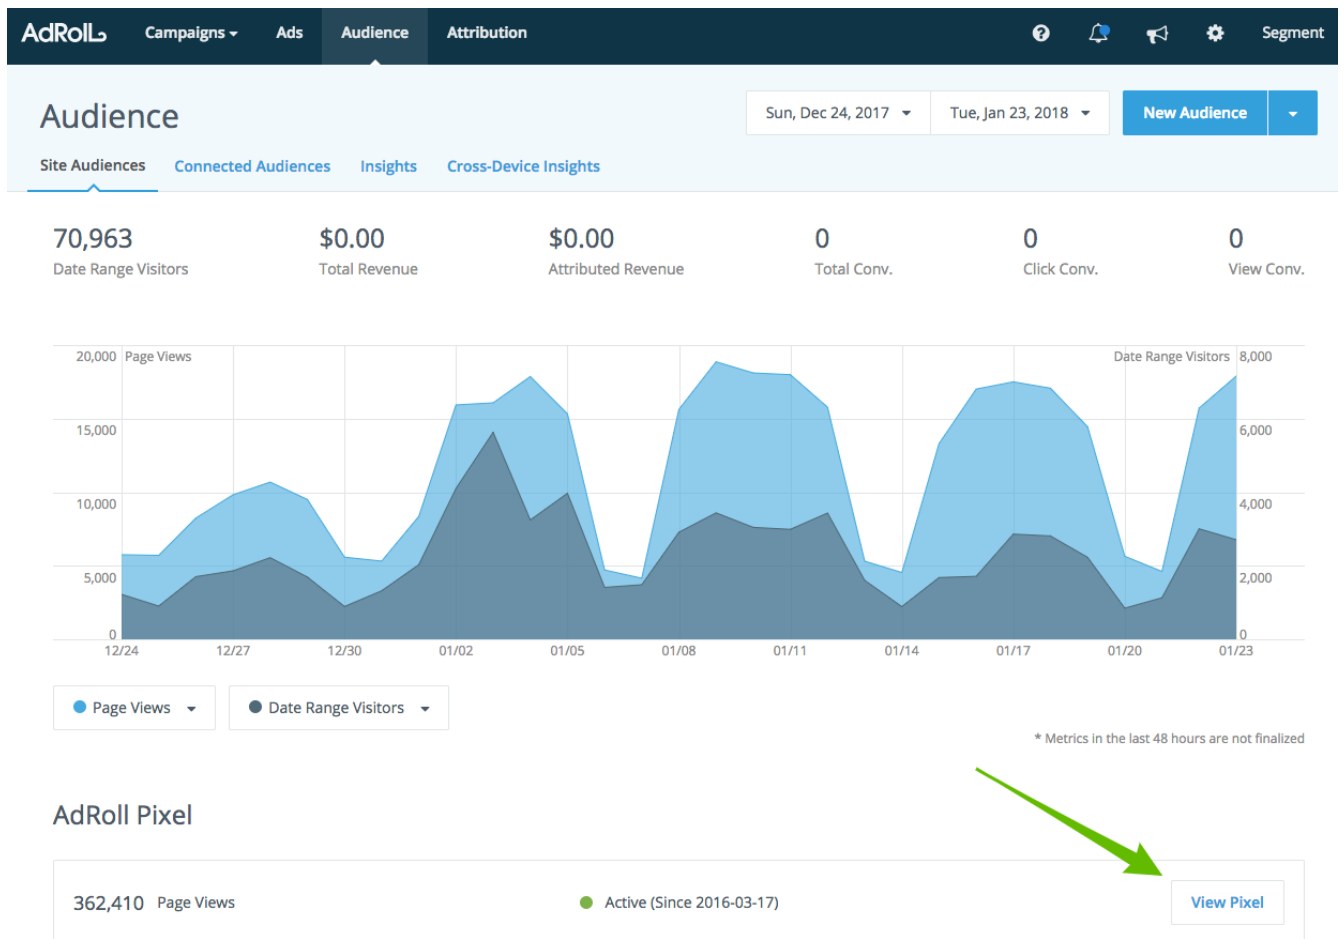 AdRoll Campaigns Ads Audience Attribution Segment
Audience Sun, Dec 24, 2017 Tue, Jan 23, 2018 New Audience
Site Audiences Connected Audiences Insights Cross-Device Insights
70,963 $0.00 $0.00 0 0 0
Date Range Visitors Total Revenue Attributed Revenue Total Conv. Click Conv. View Conv.
20,000 Page Views Date Range Visitors 8,000
15,000 6,000
10,000 4,000
5,000 2,000
0 0
12/24 12/27 12/30 01/02 01/05 01/08 01/11 01/14 01/17 01/20 01/23
Page Views Date Range Visitors
* Metrics in the last 48 hours are not finalized
AdRoll Pixel
362,410 Page Views Active (Since 2016-03-17) View Pixel